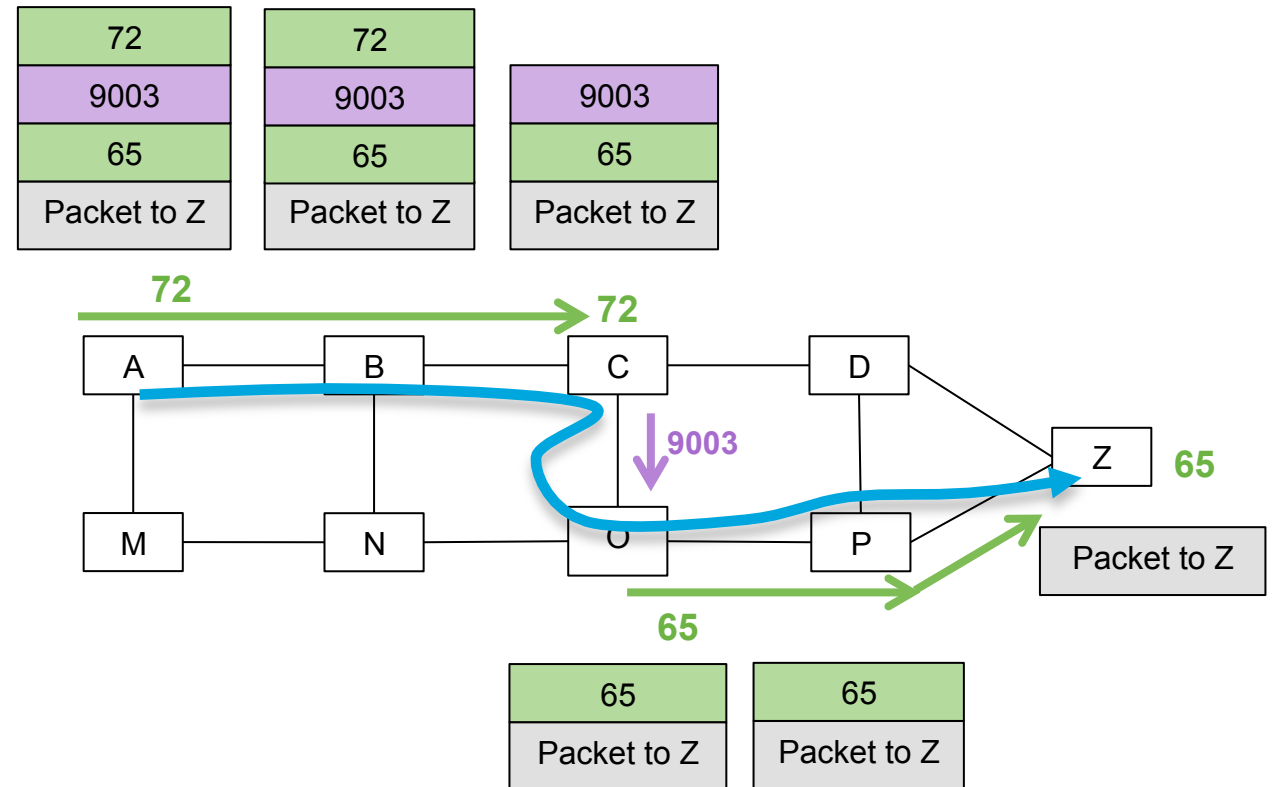 72
9003
65
Packet to Z
72
9003
65
Packet to Z
9003
65
Packet to Z
72
72
A
B
C
D
9003
Z
65
M
N
O
P
Packet to Z
65
65
Packet to Z
65
Packet to Z